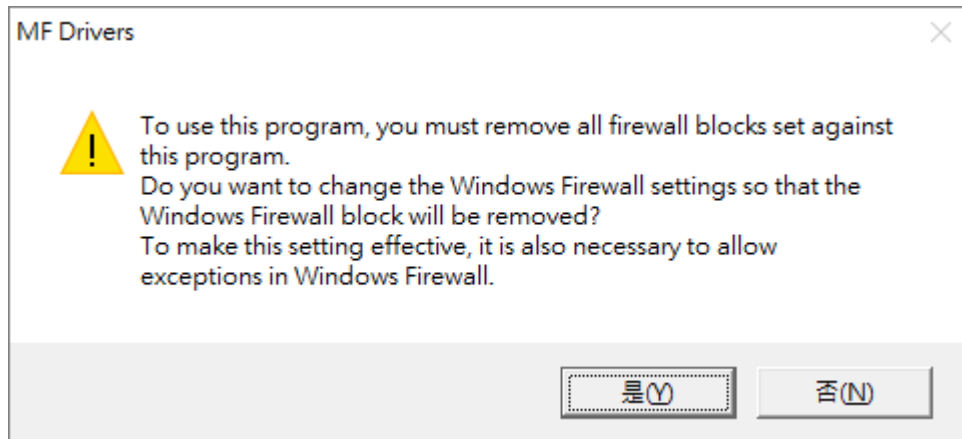 MF Drivers
To use this program, you must remove all firewall blocks set against
this program.
Do you want to change the Windows Firewall settings so that the
Windows Firewall block will be removed?
To make this setting effective, it is also necessary to allow
exceptions in Windows Firewall.
是(Y)
否(N)